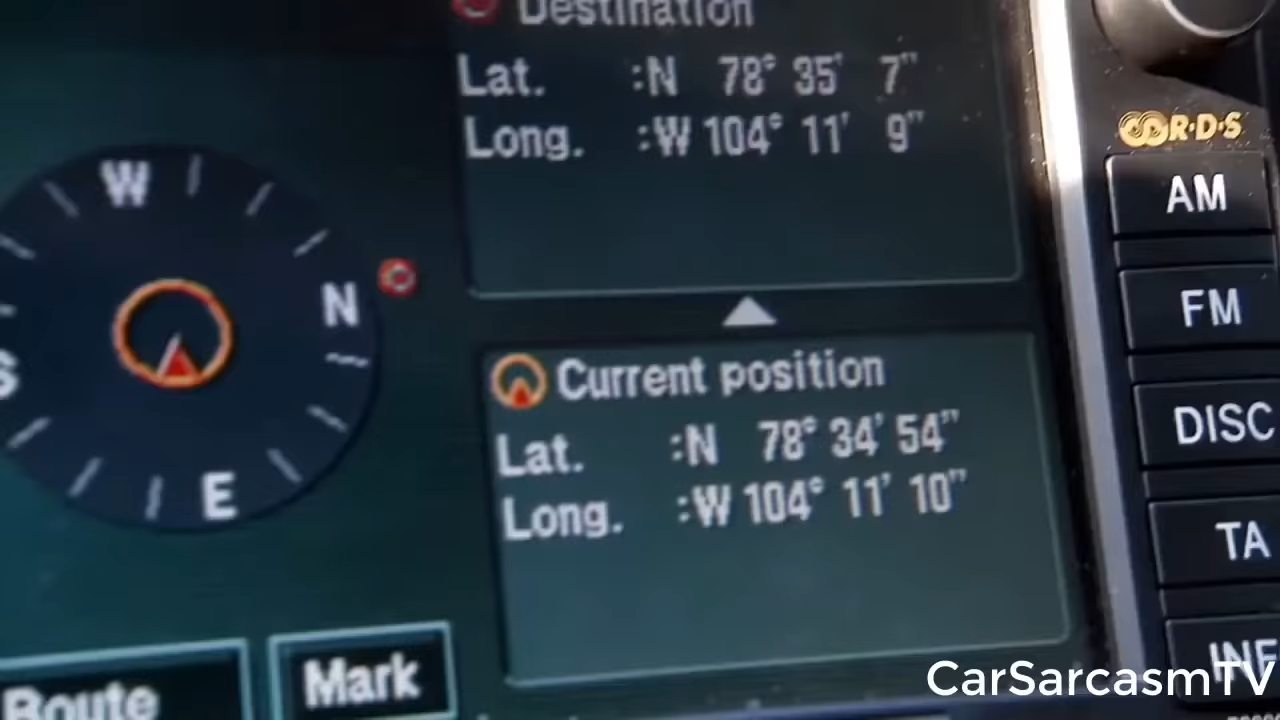 Destination
Lat. :N 78° 35' 7"
Long. :W 104° 11' 9"
W
N
S
E
Current position
Lat. :N 78° 34' 54"
Long. :W 104° 11' 10"
Route
Mark
R·D·S
AM
FM
DISC
TA
INF
CarSarcasmTV